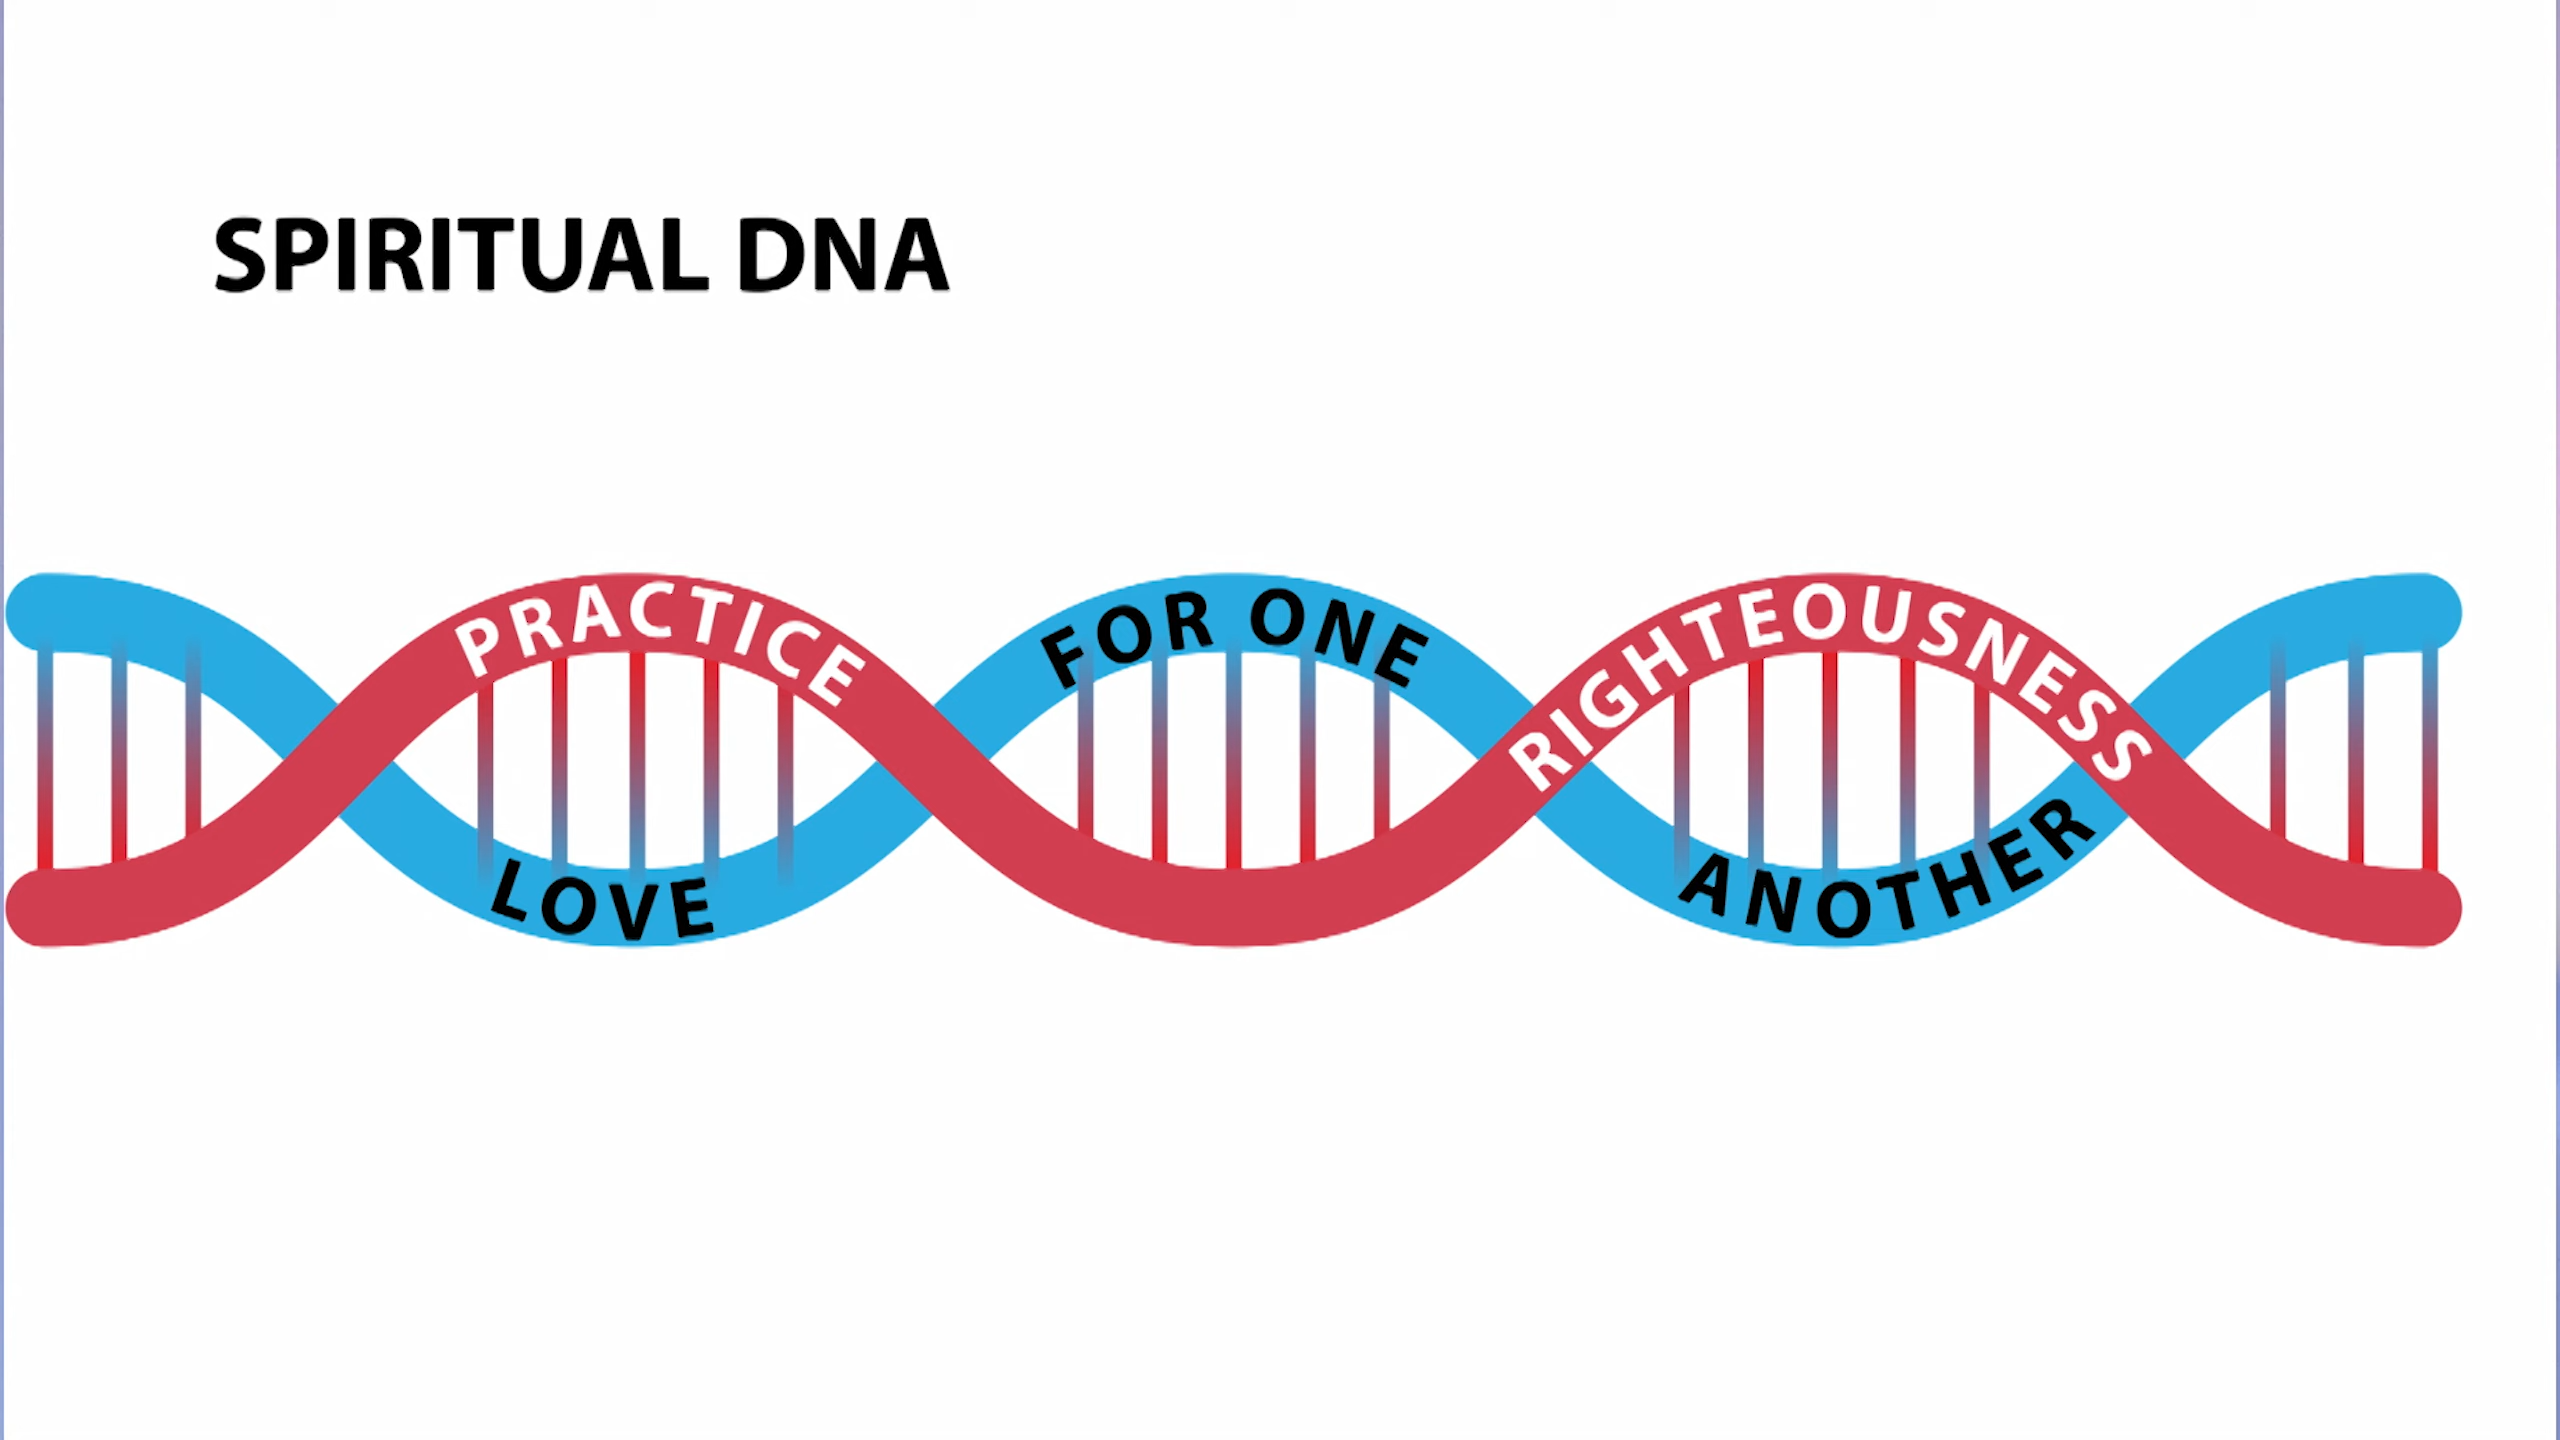 SPIRITUAL DNA
PRACTICE
RIGHTEOUSNESS
LOVE
FOR ONE
ANOTHER